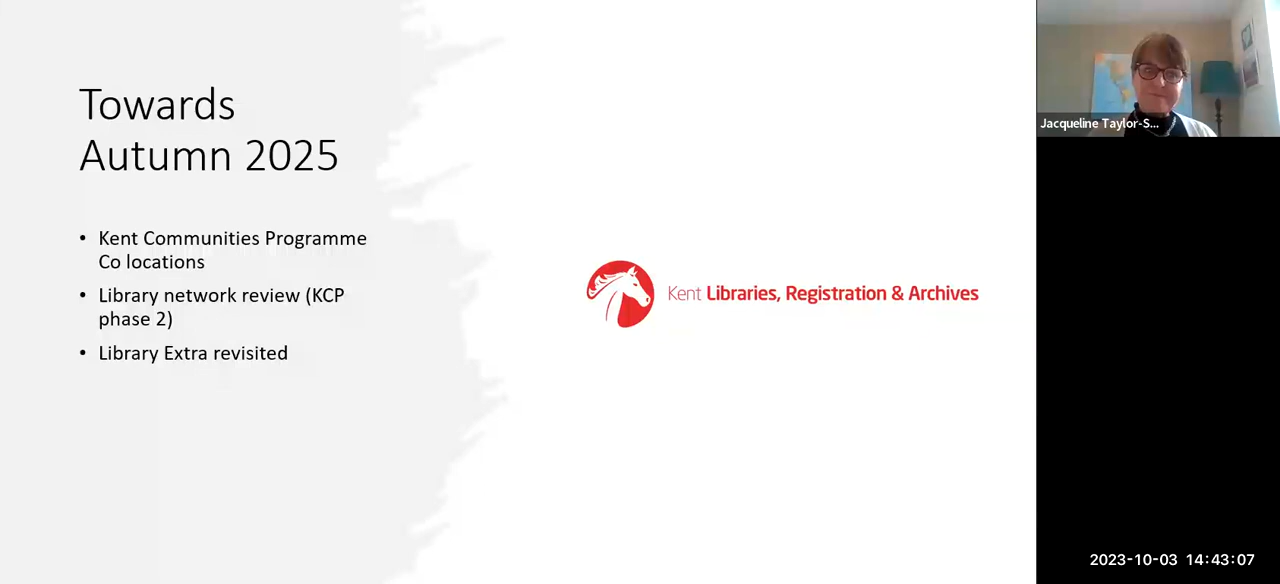 Towards
Autumn 2025
• Kent Communities Programme
Co locations
• Library network review (KCP
phase 2)
• Library Extra revisited
Kent Libraries, Registration & Archives
Jacqueline Taylor-S...
2023-10-03 14:43:07